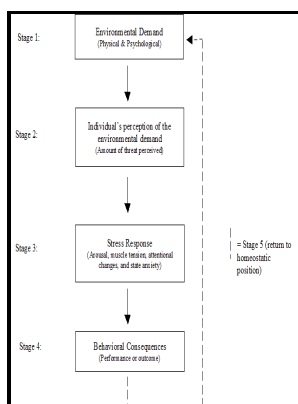 Stage 1:
Environmental Demand
(Physical & Psychological)
Stage 2:
Individual's perception of the
environmental demand
(Amount of threat perceived)
Stage 3:
Stress Response
(Arousal, muscle tension, attentional
changes, and state anxiety)
= Stage 5 (return to
homeostatic
position)
Stage 4:
Behavioral Consequences
(Performance or outcome)